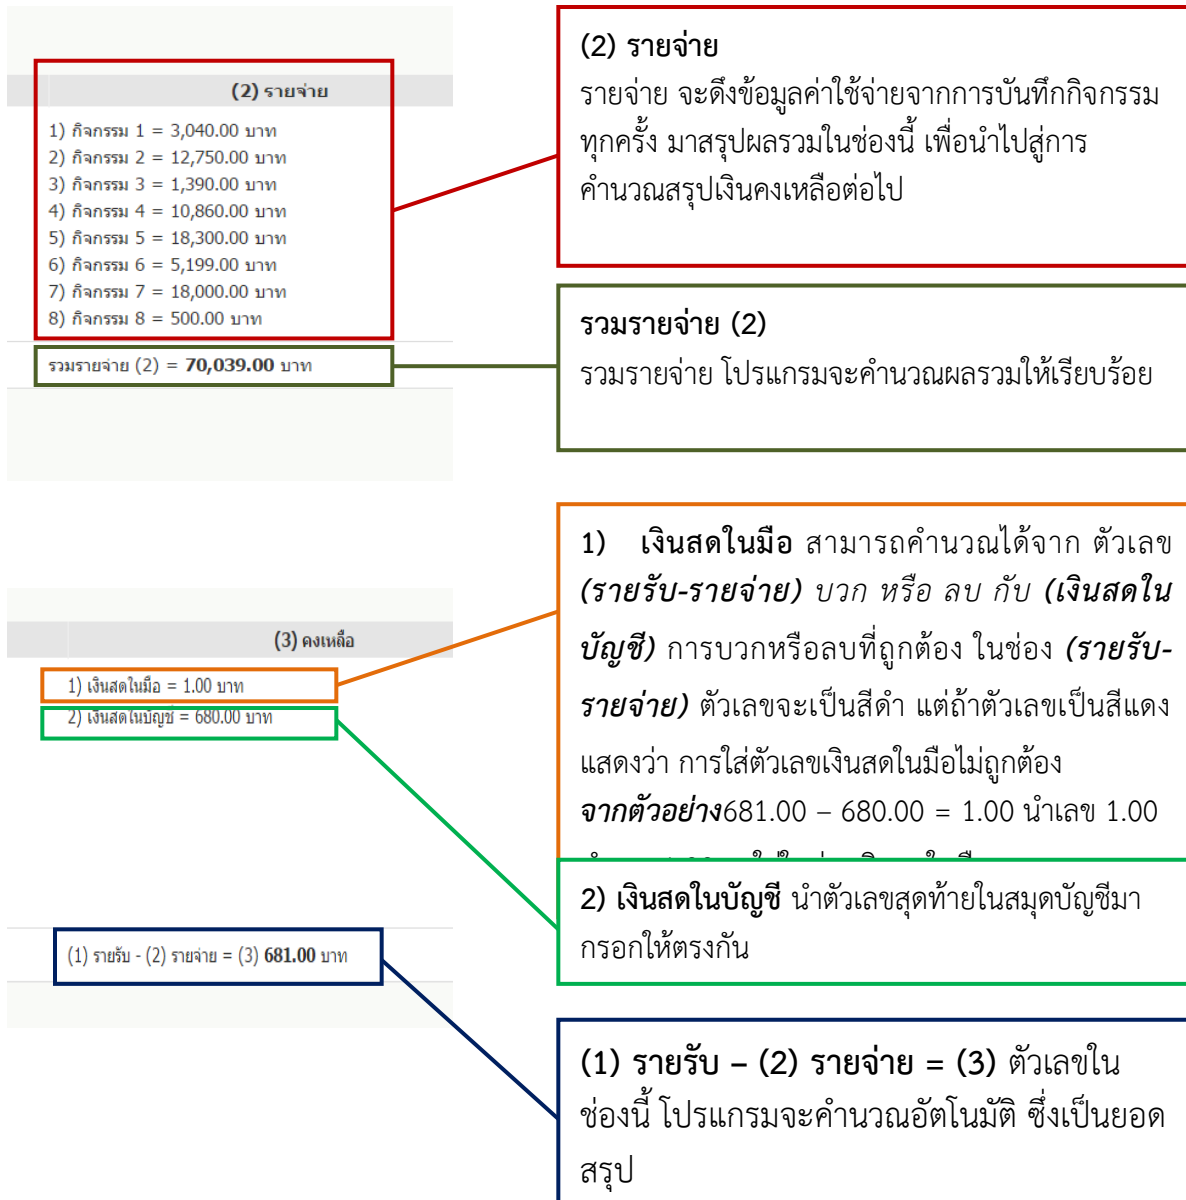 (2) รายจ่าย
1) กิจกรรม 1 = 3,040.00 บาท
2) กิจกรรม 2 = 12,750.00 บาท
3) กิจกรรม 3 = 1,390.00 บาท
4) กิจกรรม 4 = 10,860.00 บาท
5) กิจกรรม 5 = 18,300.00 บาท
6) กิจกรรม 6 = 5,199.00 บาท
7) กิจกรรม 7 = 18,000.00 บาท
8) กิจกรรม 8 = 500.00 บาท
รวมรายจ่าย (2) = 70,039.00 บาท
(2) รายจ่าย
รายจ่าย จะดึงข้อมูลค่าใช้จ่ายจากการบันทึกกิจกรรม
ทุกครั้ง มาสรุปผลรวมในช่องนี้ เพื่อนำไปสู่การ
คำนวณสรุปเงินคงเหลือต่อไป
รวมรายจ่าย (2)
รวมรายจ่าย โปรแกรมจะคำนวณผลรวมให้เรียบร้อย
(3) คงเหลือ
1) เงินสดในมือ = 1.00 บาท
2) เงินสดในบัญชี = 680.00 บาท
(1) รายรับ - (2) รายจ่าย = (3) 681.00 บาท
1) เงินสดในมือ สามารถคำนวณได้จาก ตัวเลข
(รายรับ-รายจ่าย) บวก หรือ ลบ กับ (เงินสดใน
บัญชี) การบวกหรือลบที่ถูกต้อง ในช่อง (รายรับ-
รายจ่าย) ตัวเลขจะเป็นสีดำ แต่ถ้าตัวเลขเป็นสีแดง
แสดงว่า การใส่ตัวเลขเงินสดในมือไม่ถูกต้อง
จากตัวอย่าง681.00 – 680.00 = 1.00 นำเลข 1.00
2) เงินสดในบัญชี นำตัวเลขสุดท้ายในสมุดบัญชีมา
กรอกให้ตรงกัน
(1) รายรับ – (2) รายจ่าย = (3) ตัวเลขใน
ช่องนี้ โปรแกรมจะคำนวณอัตโนมัติ ซึ่งเป็นยอด
สรุป